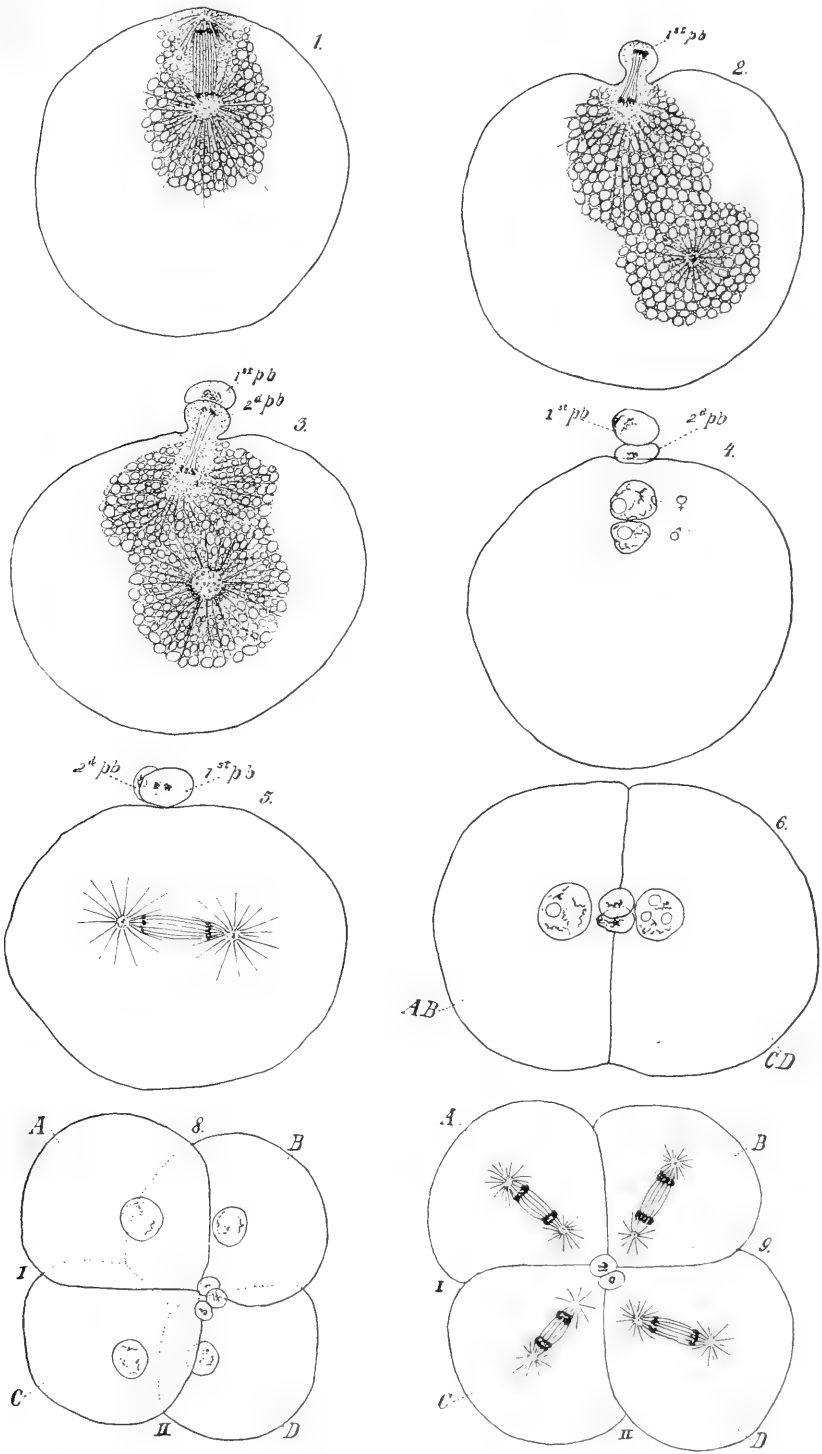 1.
1st pb
2.
1st pb
2d pb
3.
1st pb
2d pb
4.
♀
♂
2d pb
1st pb
5.
6.
AB
CD
A
8.
B
I
C
II
D
A
B
9.
I
C
II
D